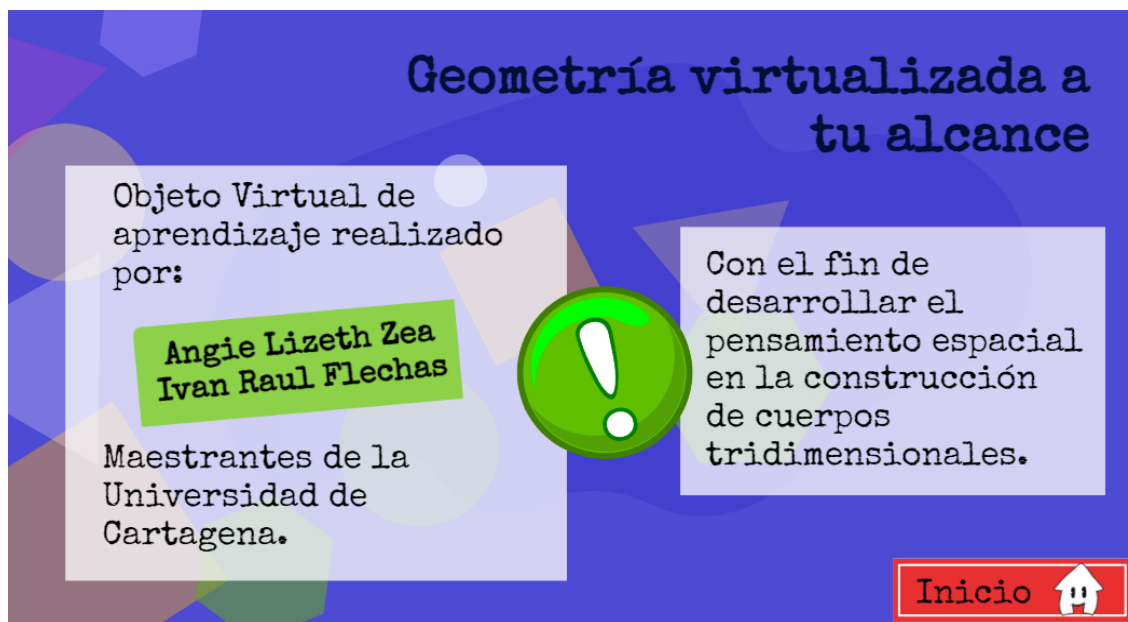 Geometría virtualizada a
tu alcance
Objeto Virtual de
aprendizaje realizado
por:
Angie Lizeth Zea
Ivan Raul Flechas
Maestrantes de la
Universidad de
Cartagena.
Con el fin de
desarrollar el
pensamiento espacial
en la construcción
de cuerpos
tridimensionales.
Inicio